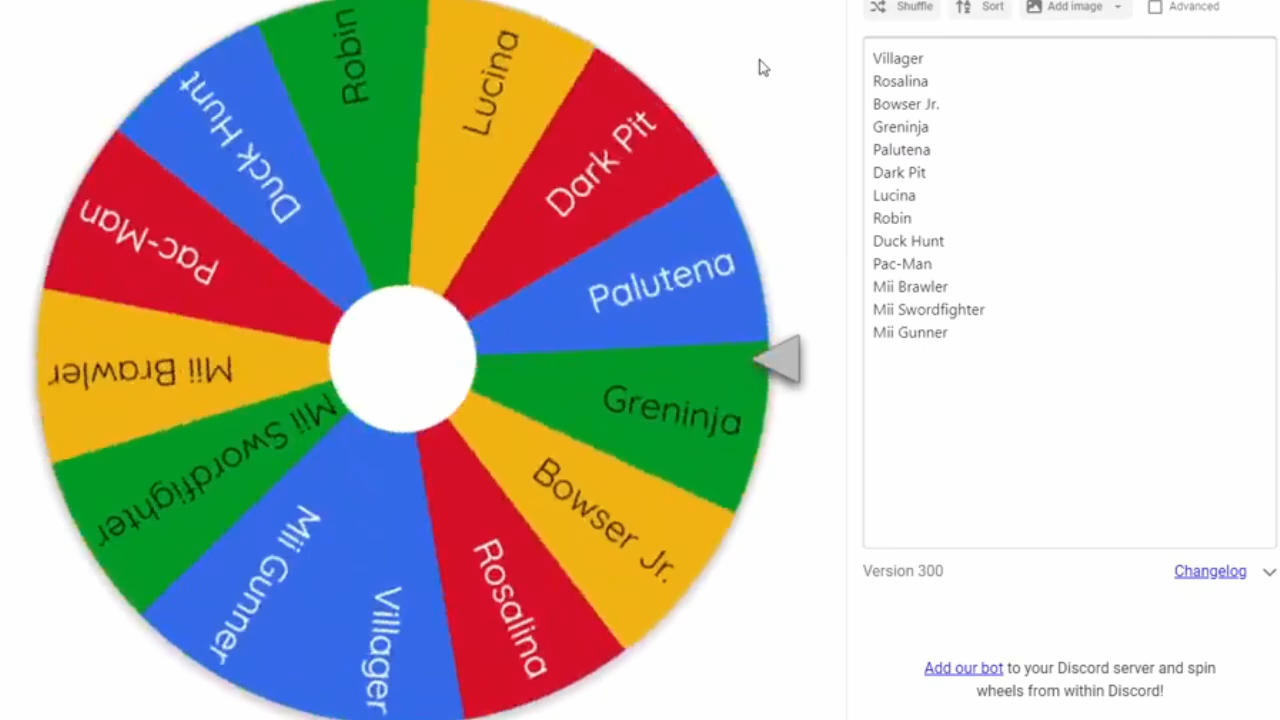 Shuffle
Sort
Add image
Advanced
Robin
Lucina
Duck Hunt
Dark Pit
Pac-Man
Palutena
Mii Brawler
Greninja
Mii Swordfighter
Bowser Jr.
Mii Gunner
Villager
Rosalina
Villager
Rosalina
Bowser Jr.
Greninja
Palutena
Dark Pit
Lucina
Robin
Duck Hunt
Pac-Man
Mii Brawler
Mii Swordfighter
Mii Gunner
Version 300
Changelog
Add our bot to your Discord server and spin
wheels from within Discord!